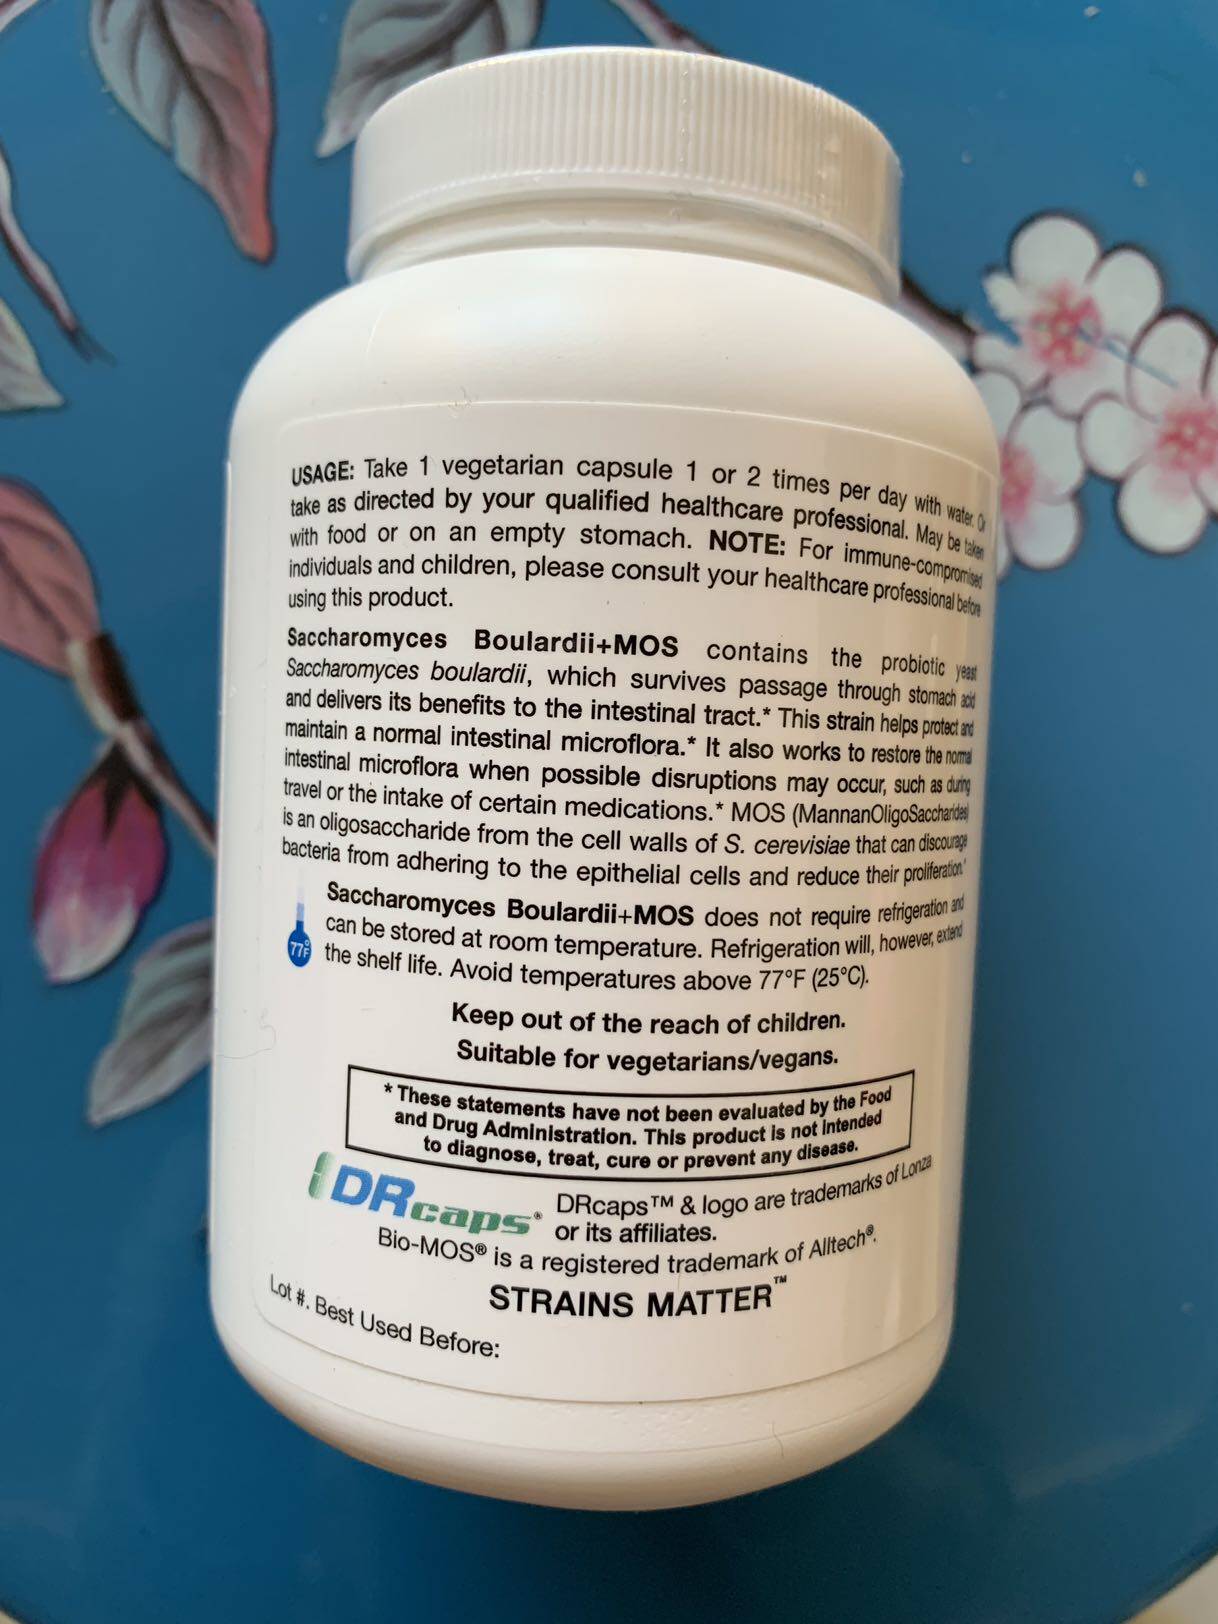 USAGE: Take 1 vegetarian capsule 1 or 2 times per day with water. Or
take as directed by your qualified healthcare professional. May be taken
with food or on an empty stomach. NOTE: For immune-compromised
individuals and children, please consult your healthcare professional before
using this product.
Saccharomyces Boulardii+MOS contains the probiotic yeast
Saccharomyces boulardii, which survives passage through stomach acid
and delivers its benefits to the intestinal tract.* This strain helps protect and
maintain a normal intestinal microflora.* It also works to restore the normal
intestinal microflora when possible disruptions may occur, such as during
travel or the intake of certain medications.* MOS (MannanOligoSaccharides)
is an oligosaccharide from the cell walls of S. cerevisiae that can discourage
bacteria from adhering to the epithelial cells and reduce their proliferation.*
77°F
Saccharomyces Boulardii+MOS does not require refrigeration and
can be stored at room temperature. Refrigeration will, however, extend
the shelf life. Avoid temperatures above 77°F (25°C).
Keep out of the reach of children.
Suitable for vegetarians/vegans.
* These statements have not been evaluated by the Food
and Drug Administration. This product is not intended
to diagnose, treat, cure or prevent any disease.
DRcaps®
DRcaps™ & logo are trademarks of Lonza
or its affiliates.
Bio-MOS® is a registered trademark of Alltech®.
STRAINS MATTER™
Lot #. Best Used Before: